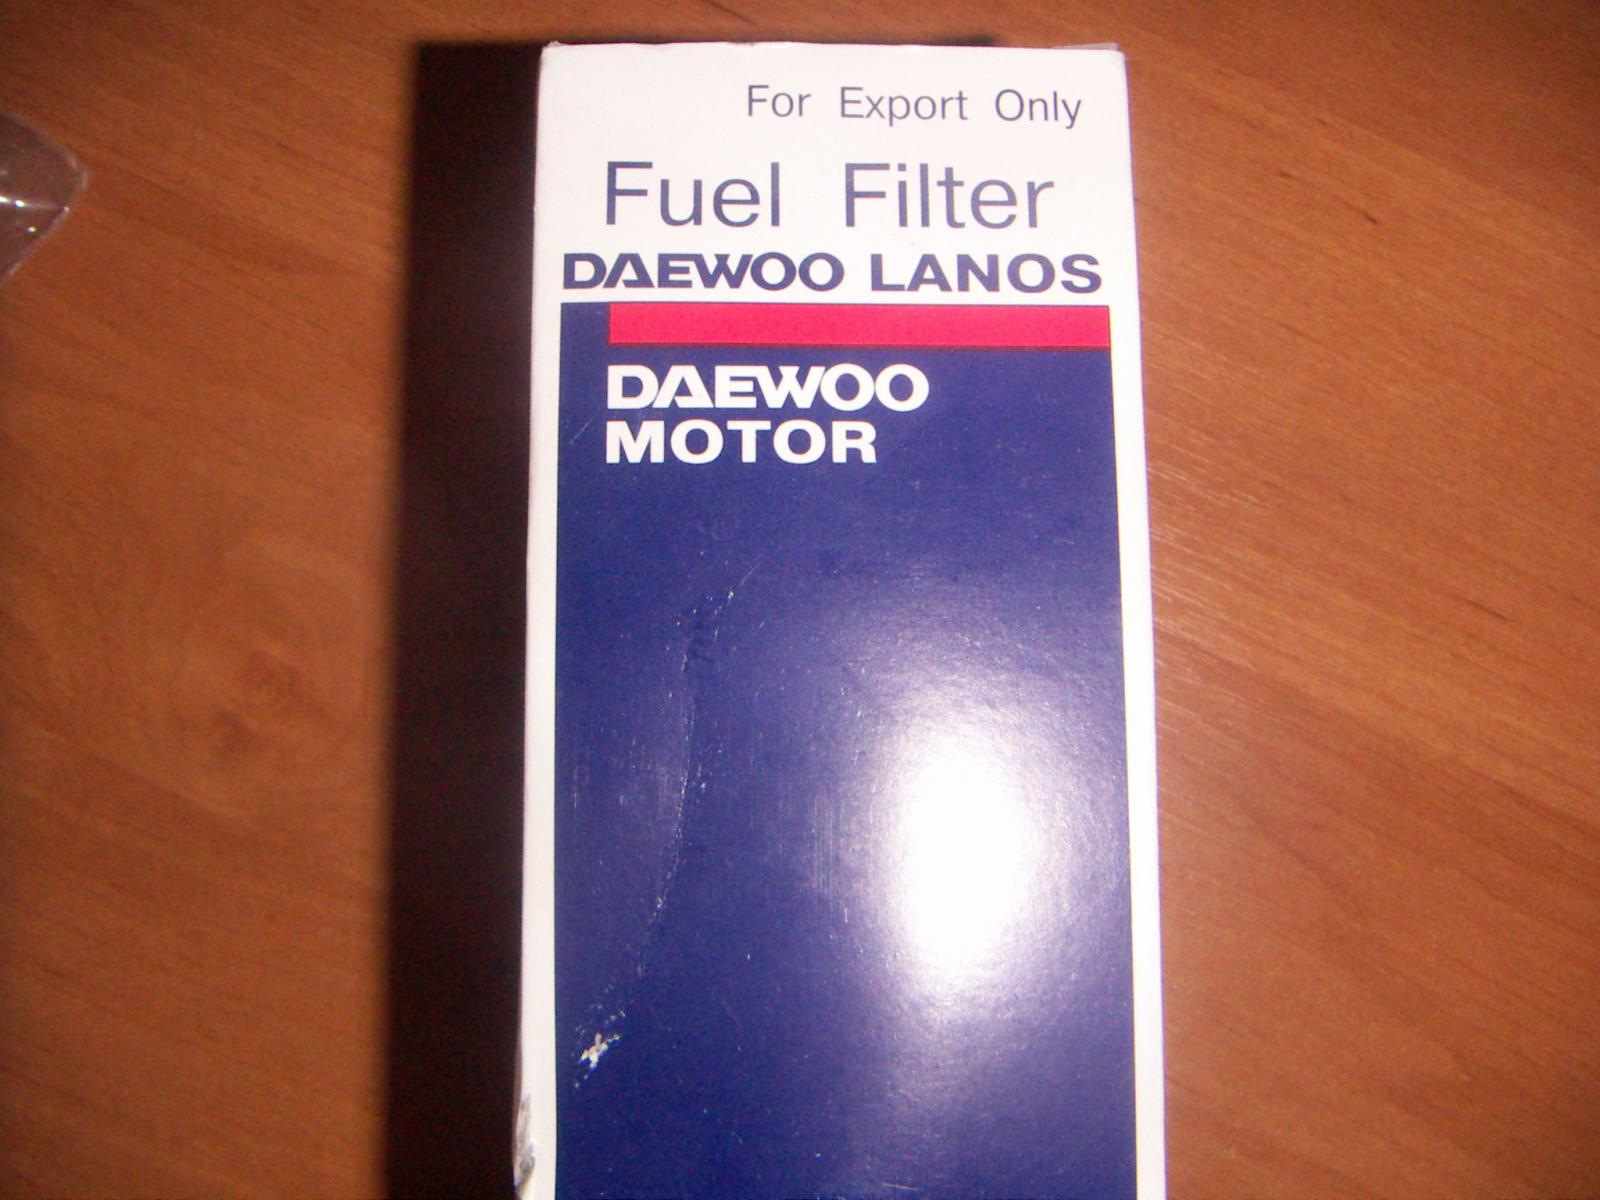 For Export Only
Fuel Filter
DAEWOO LANOS
DAEWOO
MOTOR